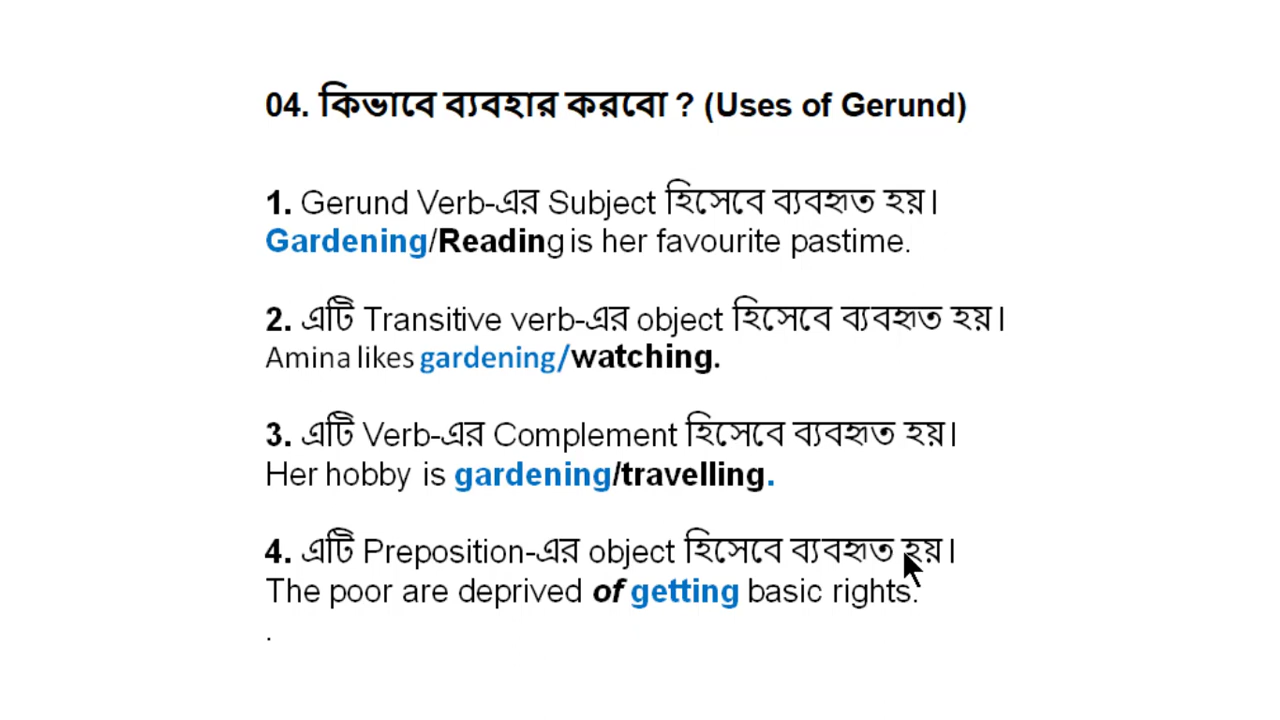 04. কিভাবে ব্যবহার করবো ? (Uses of Gerund)
1. Gerund Verb-এর Subject হিসেবে ব্যবহৃত হয়।
Gardening/Reading is her favourite pastime.
2. এটি Transitive verb-এর object হিসেবে ব্যবহৃত হয়।
Amina likes gardening/watching.
3. এটি Verb-এর Complement হিসেবে ব্যবহৃত হয়।
Her hobby is gardening/travelling.
4. এটি Preposition-এর object হিসেবে ব্যবহৃত হয়।
The poor are deprived of getting basic rights.
.